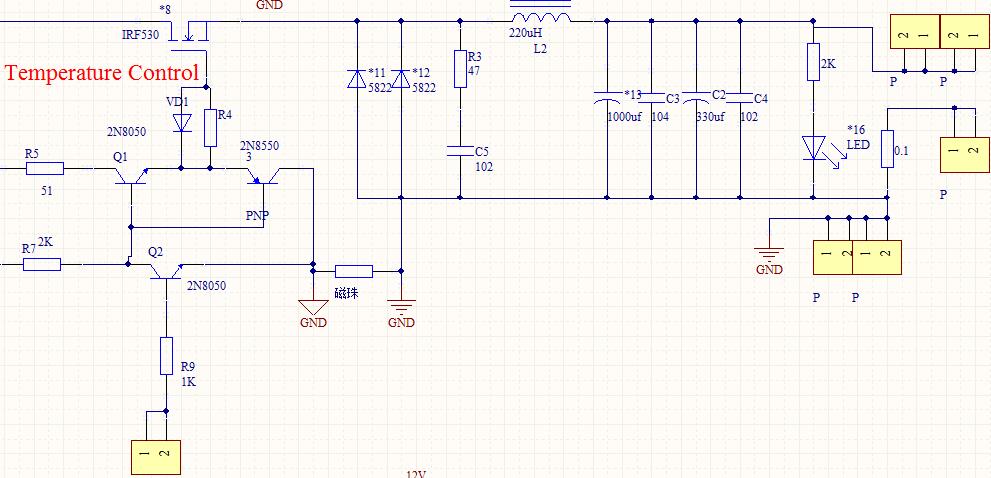 GND
*8
IRF530
220uH
L2
Temperature Control
R3
47
*11
5822
*12
5822
*13
1000uf
C3
104
C2
330uf
C4
102
2K
2
1
2
1
P
P
*16
LED
0.1
1
2
P
VD1
R4
2N8050
Q1
2N8550
3
PNP
R5
51
C5
102
R7
2K
Q2
2N8050
磁珠
GND
GND
GND
1
2
1
2
P
P
R9
1K
1
2
12V